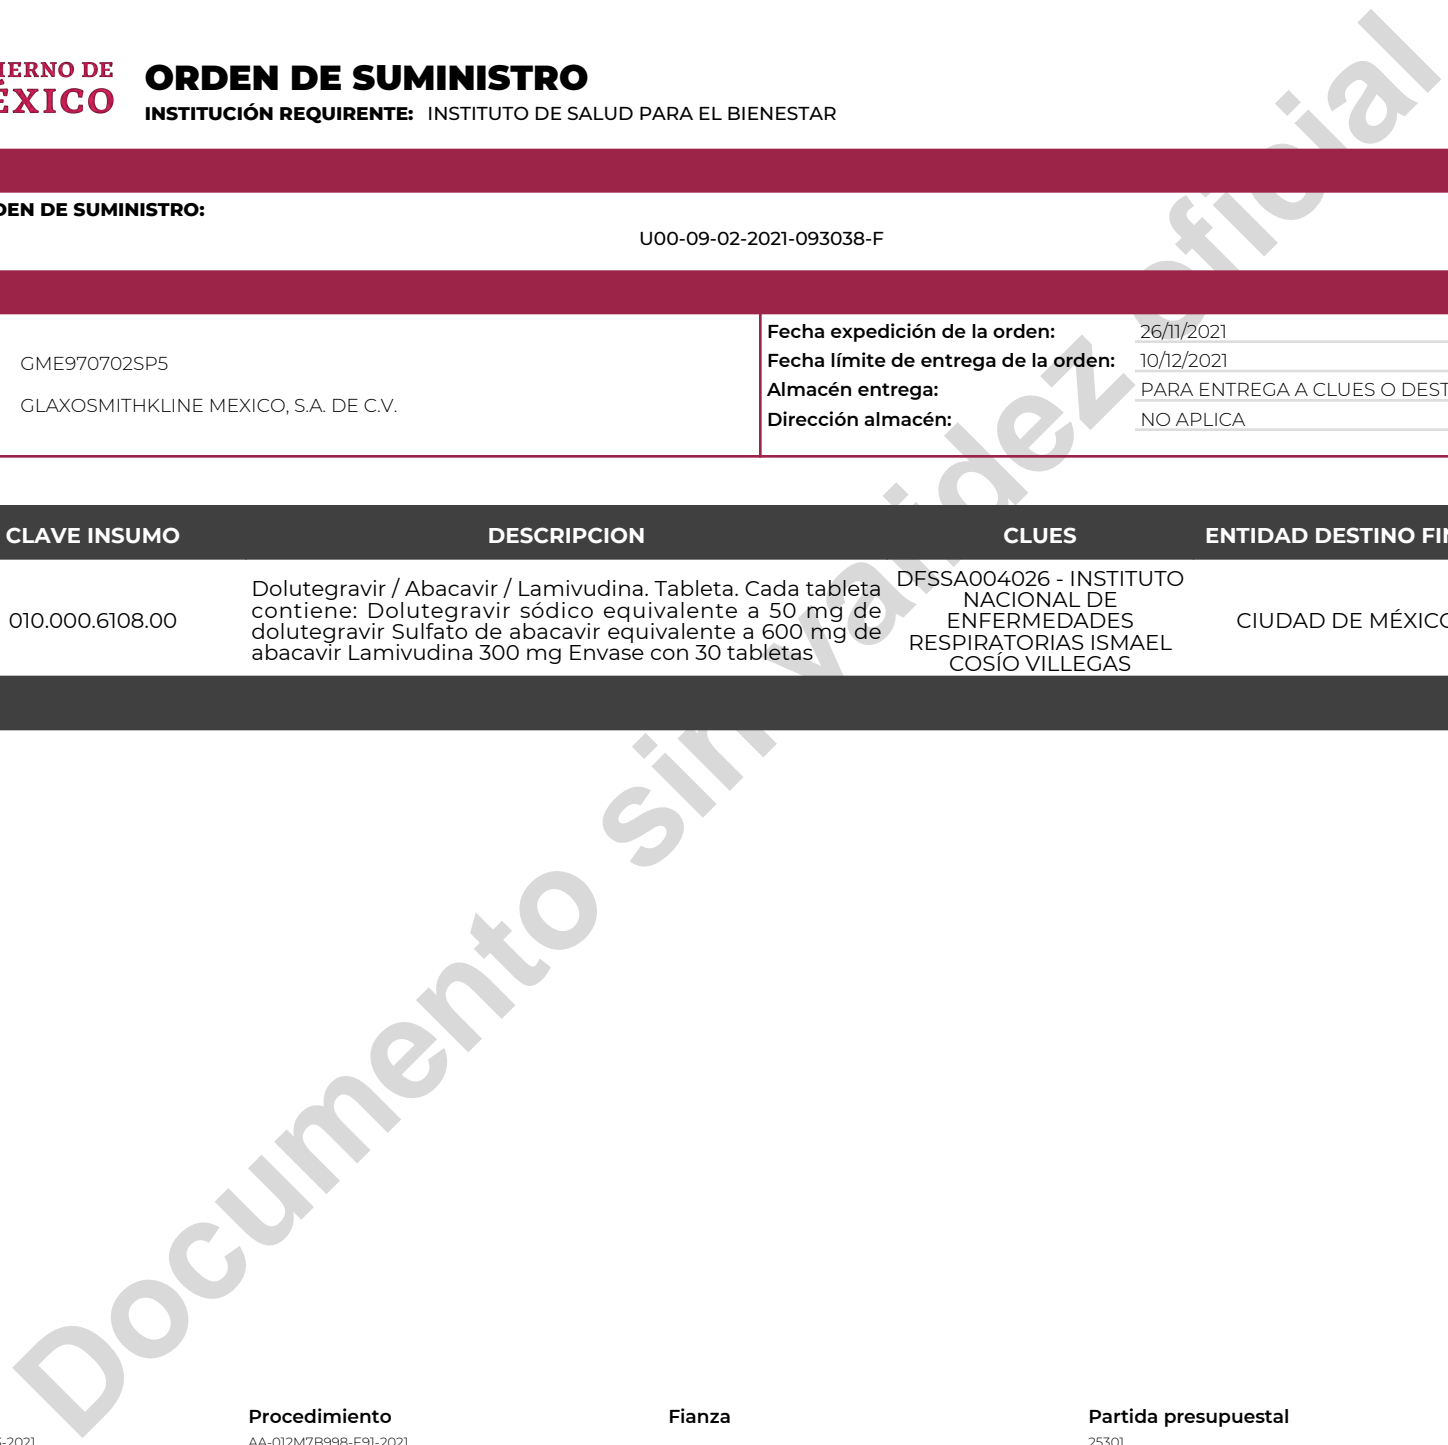 IERNO DE
ÉXICO
ORDEN DE SUMINISTRO
INSTITUCIÓN REQUIRENTE: INSTITUTO DE SALUD PARA EL BIENESTAR
DEN DE SUMINISTRO:
U00-09-02-2021-093038-F
GME970702SP5
GLAXOSMITHKLINE MEXICO, S.A. DE C.V.
Fecha expedición de la orden: 26/11/2021
Fecha límite de entrega de la orden: 10/12/2021
Almacén entrega: PARA ENTREGA A CLUES O DEST
Dirección almacén: NO APLICA
CLAVE INSUMO DESCRIPCION CLUES ENTIDAD DESTINO FIN
010.000.6108.00
Dolutegravir / Abacavir / Lamivudina. Tableta. Cada tableta
contiene: Dolutegravir sódico equivalente a 50 mg de
dolutegravir Sulfato de abacavir equivalente a 600 mg de
abacavir Lamivudina 300 mg Envase con 30 tabletas
DFSSA004026 - INSTITUTO
NACIONAL DE
ENFERMEDADES
RESPIRATORIAS ISMAEL
COSÍO VILLEGAS
CIUDAD DE MÉXICO
Documento sin validez oficial
Procedimiento Fianza Partida presupuestal
-2021 AA-012M7B998-E91-2021 25301